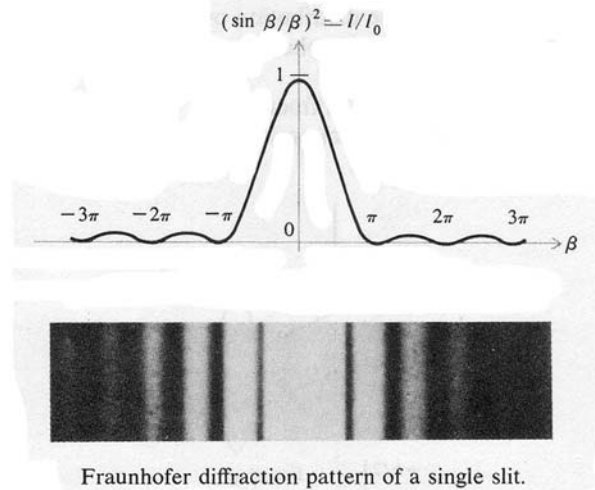 (sin β/β)² = I/I₀
1
−3π −2π −π 0 π 2π 3π β
Fraunhofer diffraction pattern of a single slit.